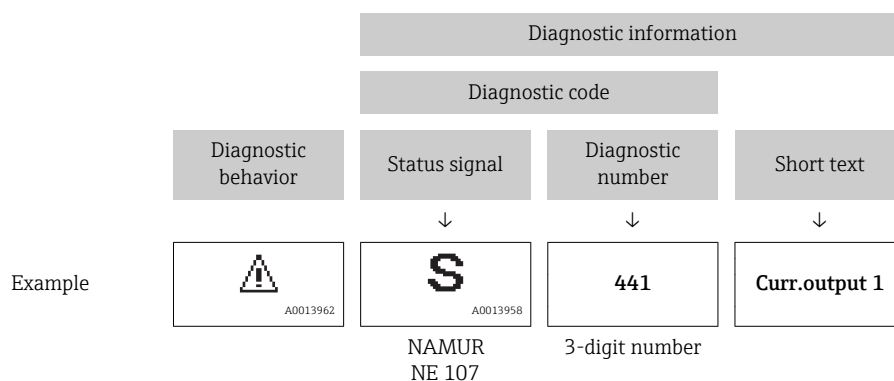 Diagnostic information
Diagnostic code
Diagnostic
behavior
Status signal
Diagnostic
number
Short text
↓ ↓ ↓
Example
A0013962
S
A0013958
441
Curr.output 1
NAMUR
NE 107
3-digit number